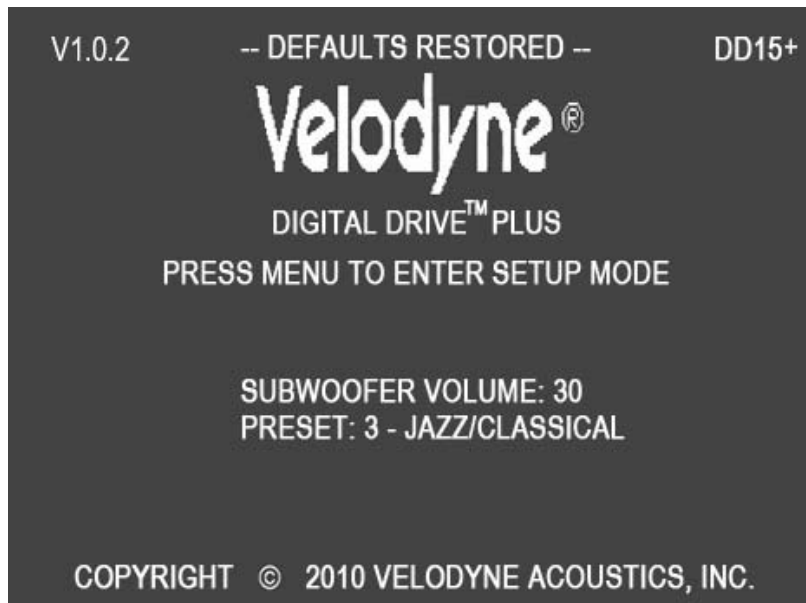 V1.0.2 -- DEFAULTS RESTORED -- DD15+
Velodyne®
DIGITAL DRIVE™ PLUS
PRESS MENU TO ENTER SETUP MODE
SUBWOOFER VOLUME: 30
PRESET: 3 - JAZZ/CLASSICAL
COPYRIGHT © 2010 VELODYNE ACOUSTICS, INC.